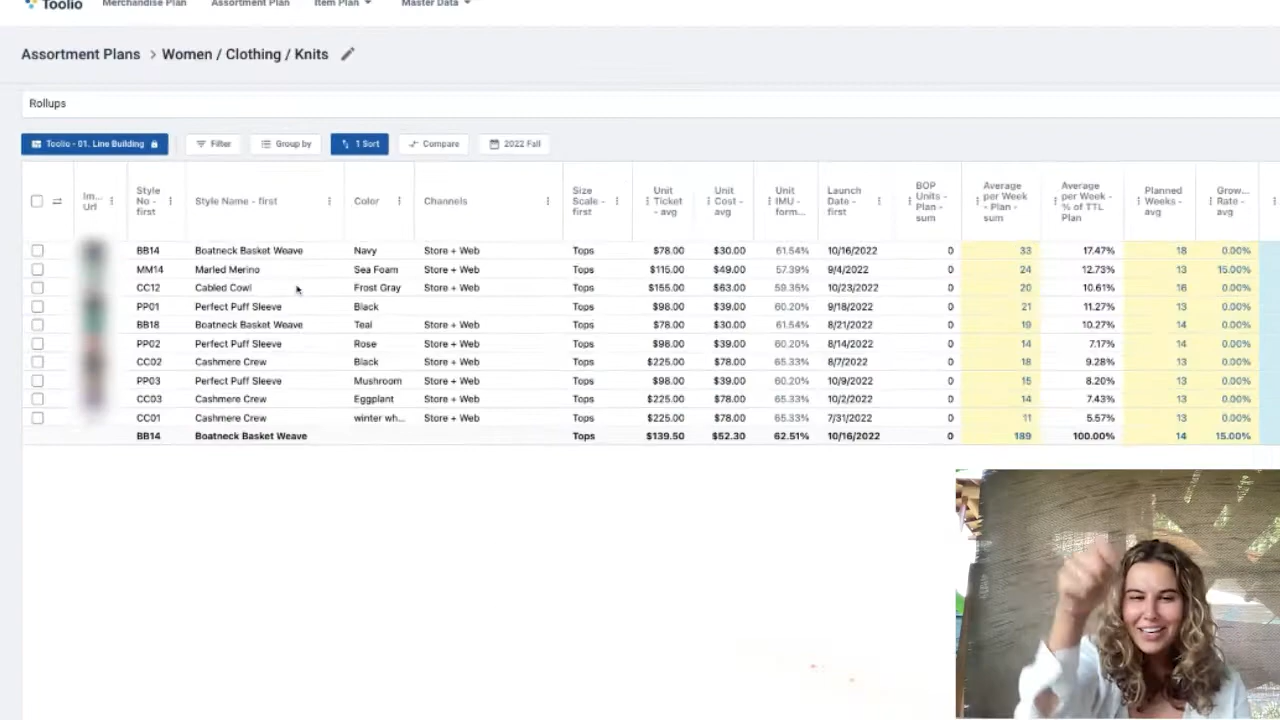 Toolio Merchandise Plan Assortment Plan Item Plan Master Data
Assortment Plans > Women / Clothing / Knits
Rollups
Toolio - 01. Line Building Filter Group by 1 Sort Compare 2022 Fall
Im... Url Style No - first Style Name - first Color Channels Size Scale - first Unit Ticket - avg Unit Cost - avg Unit IMU - form... Launch Date - first BOP Units - Plan - sum Average per Week - Plan - sum Average per Week - % of TTL Plan Planned Weeks - avg Grow... Rate - avg
BB14 Boatneck Basket Weave Navy Store + Web Tops $78.00 $30.00 61.54% 10/16/2022 0 33 17.47% 18 0.00%
MM14 Marled Merino Sea Foam Store + Web Tops $115.00 $49.00 57.39% 9/4/2022 0 24 12.73% 13 15.00%
CC12 Cabled Cowl Frost Gray Store + Web Tops $155.00 $63.00 59.35% 10/23/2022 0 20 10.61% 16 0.00%
PP01 Perfect Puff Sleeve Black Tops $98.00 $39.00 60.20% 9/18/2022 0 21 11.27% 13 0.00%
BB18 Boatneck Basket Weave Teal Store + Web Tops $78.00 $30.00 61.54% 8/21/2022 0 19 10.27% 14 0.00%
PP02 Perfect Puff Sleeve Rose Store + Web Tops $98.00 $39.00 60.20% 8/14/2022 0 14 7.17% 14 0.00%
CC02 Cashmere Crew Black Store + Web Tops $225.00 $78.00 65.33% 8/7/2022 0 18 9.28% 13 0.00%
PP03 Perfect Puff Sleeve Mushroom Store + Web Tops $98.00 $39.00 60.20% 10/9/2022 0 15 8.20% 13 0.00%
CC03 Cashmere Crew Eggplant Store + Web Tops $225.00 $78.00 65.33% 10/2/2022 0 14 7.43% 13 0.00%
CC01 Cashmere Crew winter wh... Store + Web Tops $225.00 $78.00 65.33% 7/31/2022 0 11 5.57% 13 0.00%
BB14 Boatneck Basket Weave Tops $139.50 $52.30 62.51% 10/16/2022 0 189 100.00% 14 15.00%